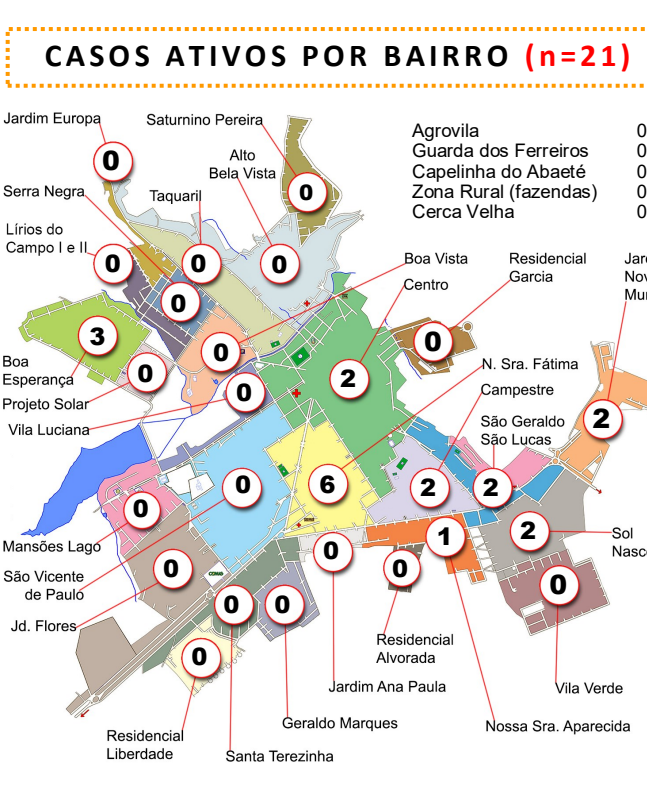 CASOS ATIVOS POR BAIRRO (n=21)
Jardim Europa
Saturnino Pereira
Agrovila 0
Guarda dos Ferreiros 0
Capelinha do Abaeté 0
Zona Rural (fazendas) 0
Cerca Velha 0
0
Alto
Bela Vista
0
Serra Negra
Taquaril
Lírios do
Campo I e II
0
0
0
0
Boa Vista
Centro
Residencial
Garcia
3
0
0
0
2
Boa
Esperança
0
0
N. Sra. Fátima
Campestre
Projeto Solar
Vila Luciana
São Geraldo
São Lucas
2
0
6
2
2
0
1
2
Mansões Lago
Sol
São Vicente
de Paulo
0
0
0
0
Jd. Flores
0
0
0
Residencial
Alvorada
Jardim Ana Paula
Vila Verde
Geraldo Marques
Nossa Sra. Aparecida
Residencial
Liberdade
Santa Terezinha